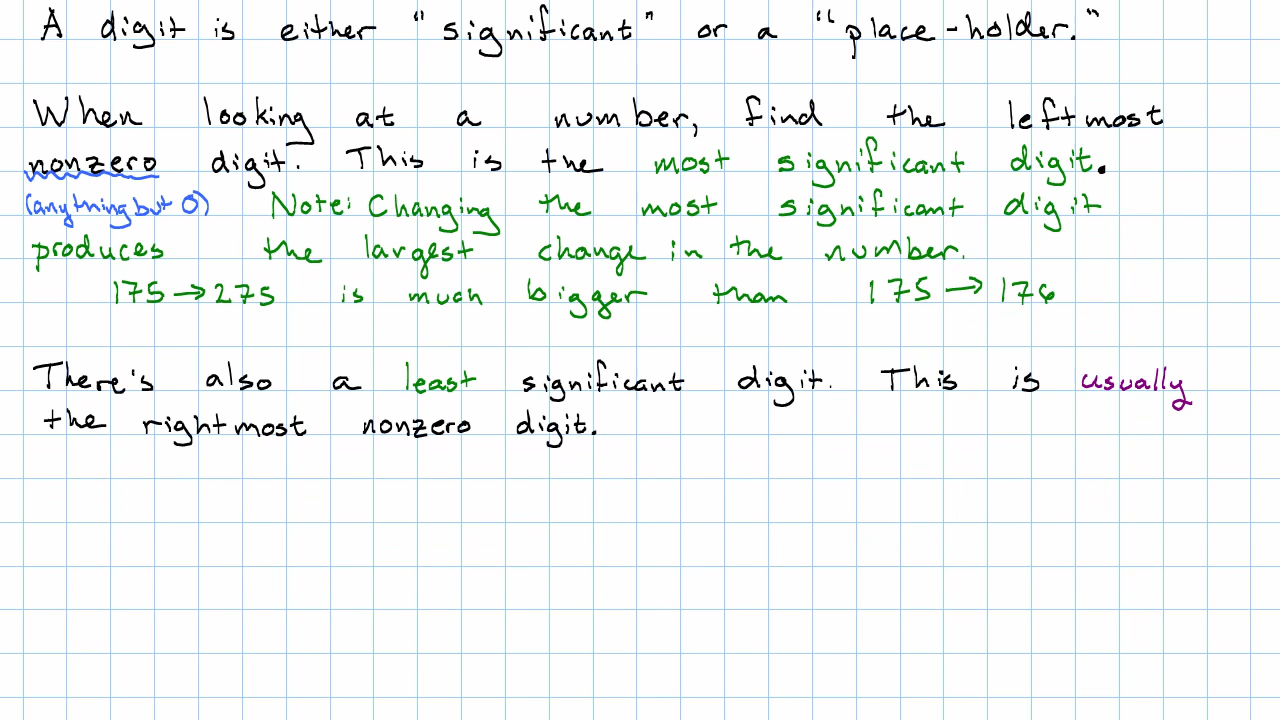 A digit is either "significant" or a "place-holder."
When looking at a number, find the leftmost
nonzero digit. This is the most significant digit.
(anything but 0) Note: Changing the most significant digit
produces the largest change in the number.
175 → 275 is much bigger than 175 → 176
There's also a least significant digit. This is usually
the rightmost nonzero digit.